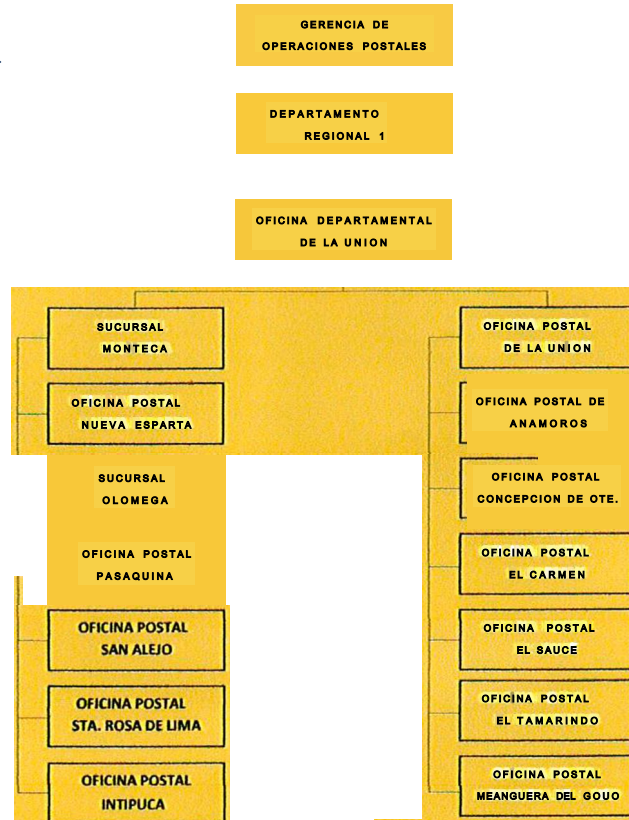 GERENCIA DE
OPERACIONES POSTALES
DEPARTAMENTO
REGIONAL 1
OFICINA DEPARTAMENTAL
DE LA UNION
SUCURSAL
MONTECA
OFICINA POSTAL
NUEVA ESPARTA
SUCURSAL
OLOMEGA
OFICINA POSTAL
PASAQUINA
OFICINA POSTAL
SAN ALEJO
OFICINA POSTAL
STA. ROSA DE LIMA
OFICINA POSTAL
INTIPUCA
OFICINA POSTAL
DE LA UNION
OFICINA POSTAL DE
ANAMOROS
OFICINA POSTAL
CONCEPCION DE OTE.
OFICINA POSTAL
EL CARMEN
OFICINA POSTAL
EL SAUCE
OFICINA POSTAL
EL TAMARINDO
OFICINA POSTAL
MEANGUERA DEL GOUO